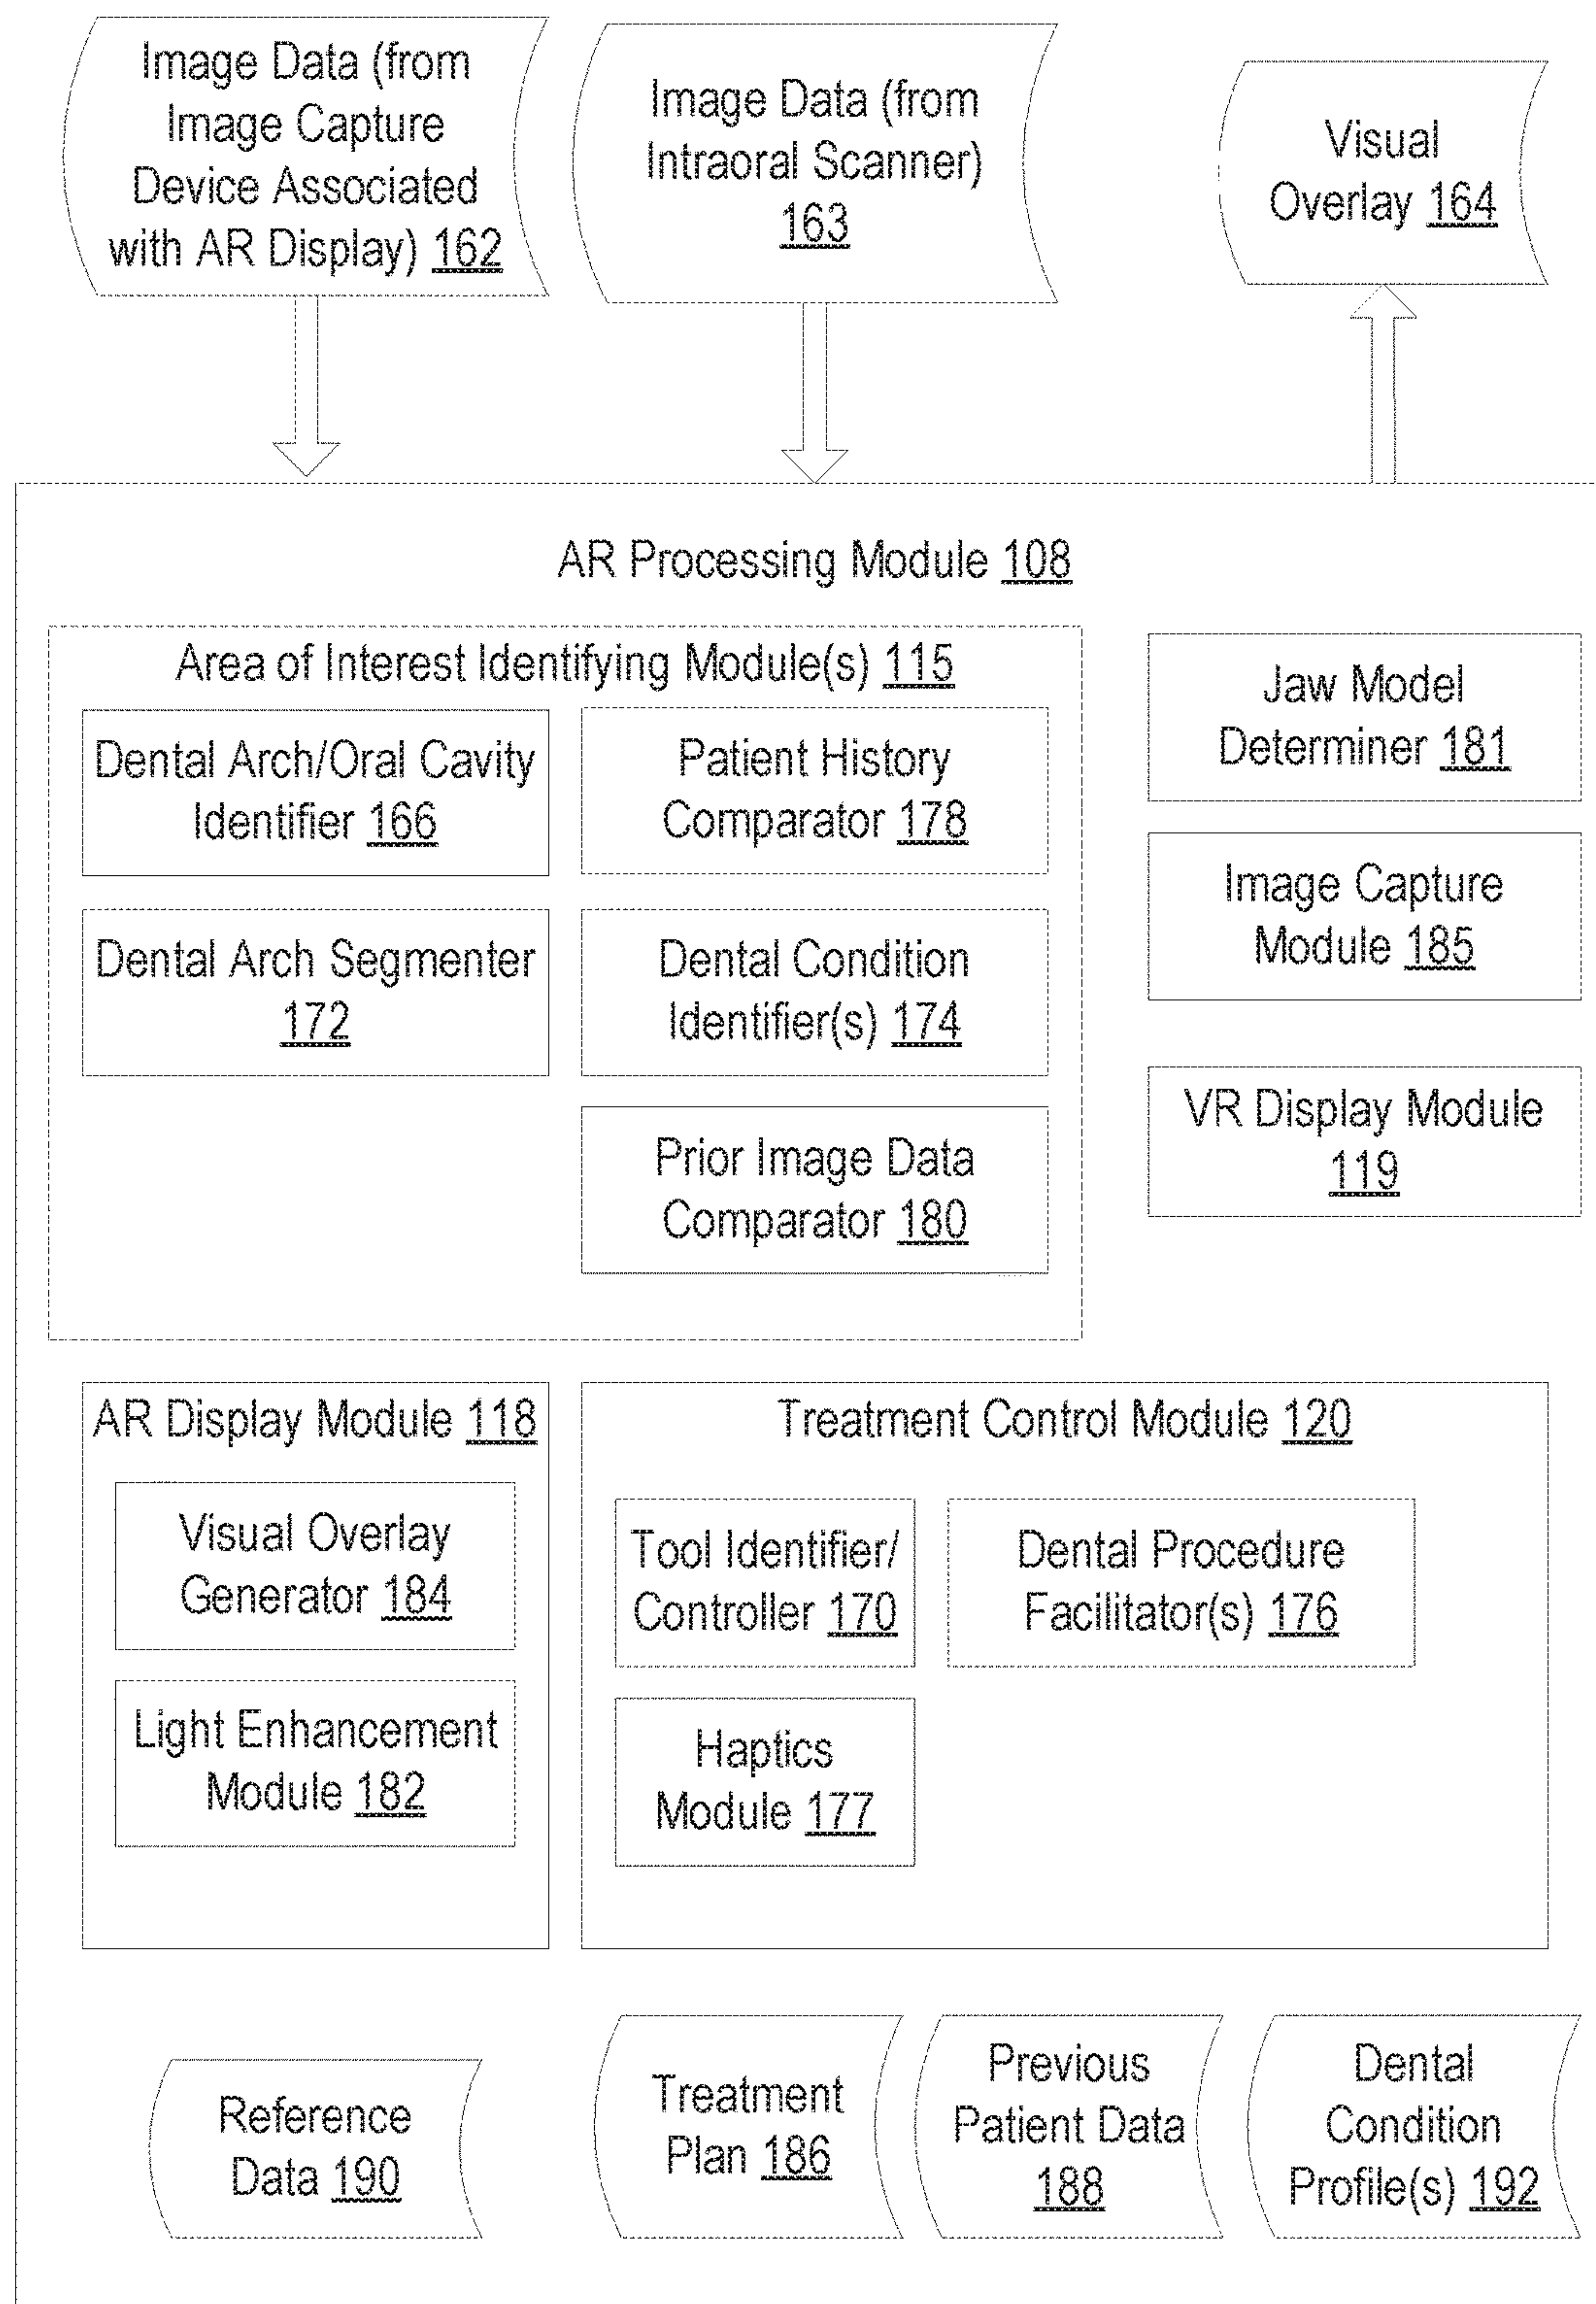 Image Data (from
Image Capture
Device Associated
with AR Display) 162
Image Data (from
Intraoral Scanner)
163
Visual
Overlay 164
AR Processing Module 108
Area of Interest Identifying Module(s) 115
Dental Arch/Oral Cavity
Identifier 166
Patient History
Comparator 178
Dental Arch Segmenter
172
Dental Condition
Identifier(s) 174
Prior Image Data
Comparator 180
Jaw Model
Determiner 181
Image Capture
Module 185
VR Display Module
119
AR Display Module 118
Visual Overlay
Generator 184
Light Enhancement
Module 182
Treatment Control Module 120
Tool Identifier/
Controller 170
Dental Procedure
Facilitator(s) 176
Haptics
Module 177
Reference
Data 190
Treatment
Plan 186
Previous
Patient Data
188
Dental
Condition
Profile(s) 192